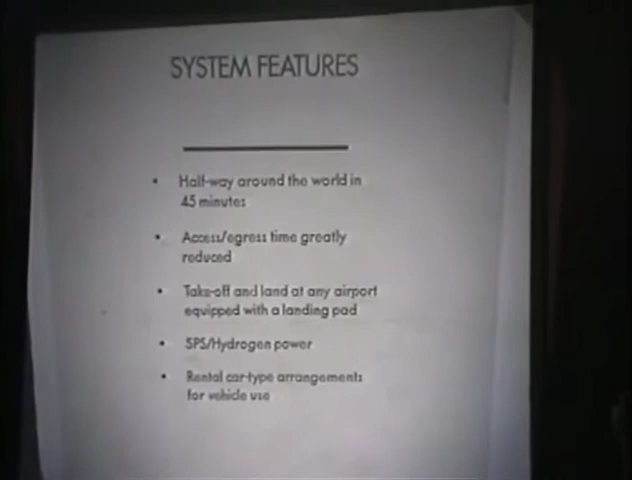 SYSTEM FEATURES
• Half-way around the world in
45 minutes
• Access/egress time greatly
reduced
• Take-off and land at any airport
equipped with a landing pad
• SPS/Hydrogen power
• Rental car-type arrangements
for vehicle use